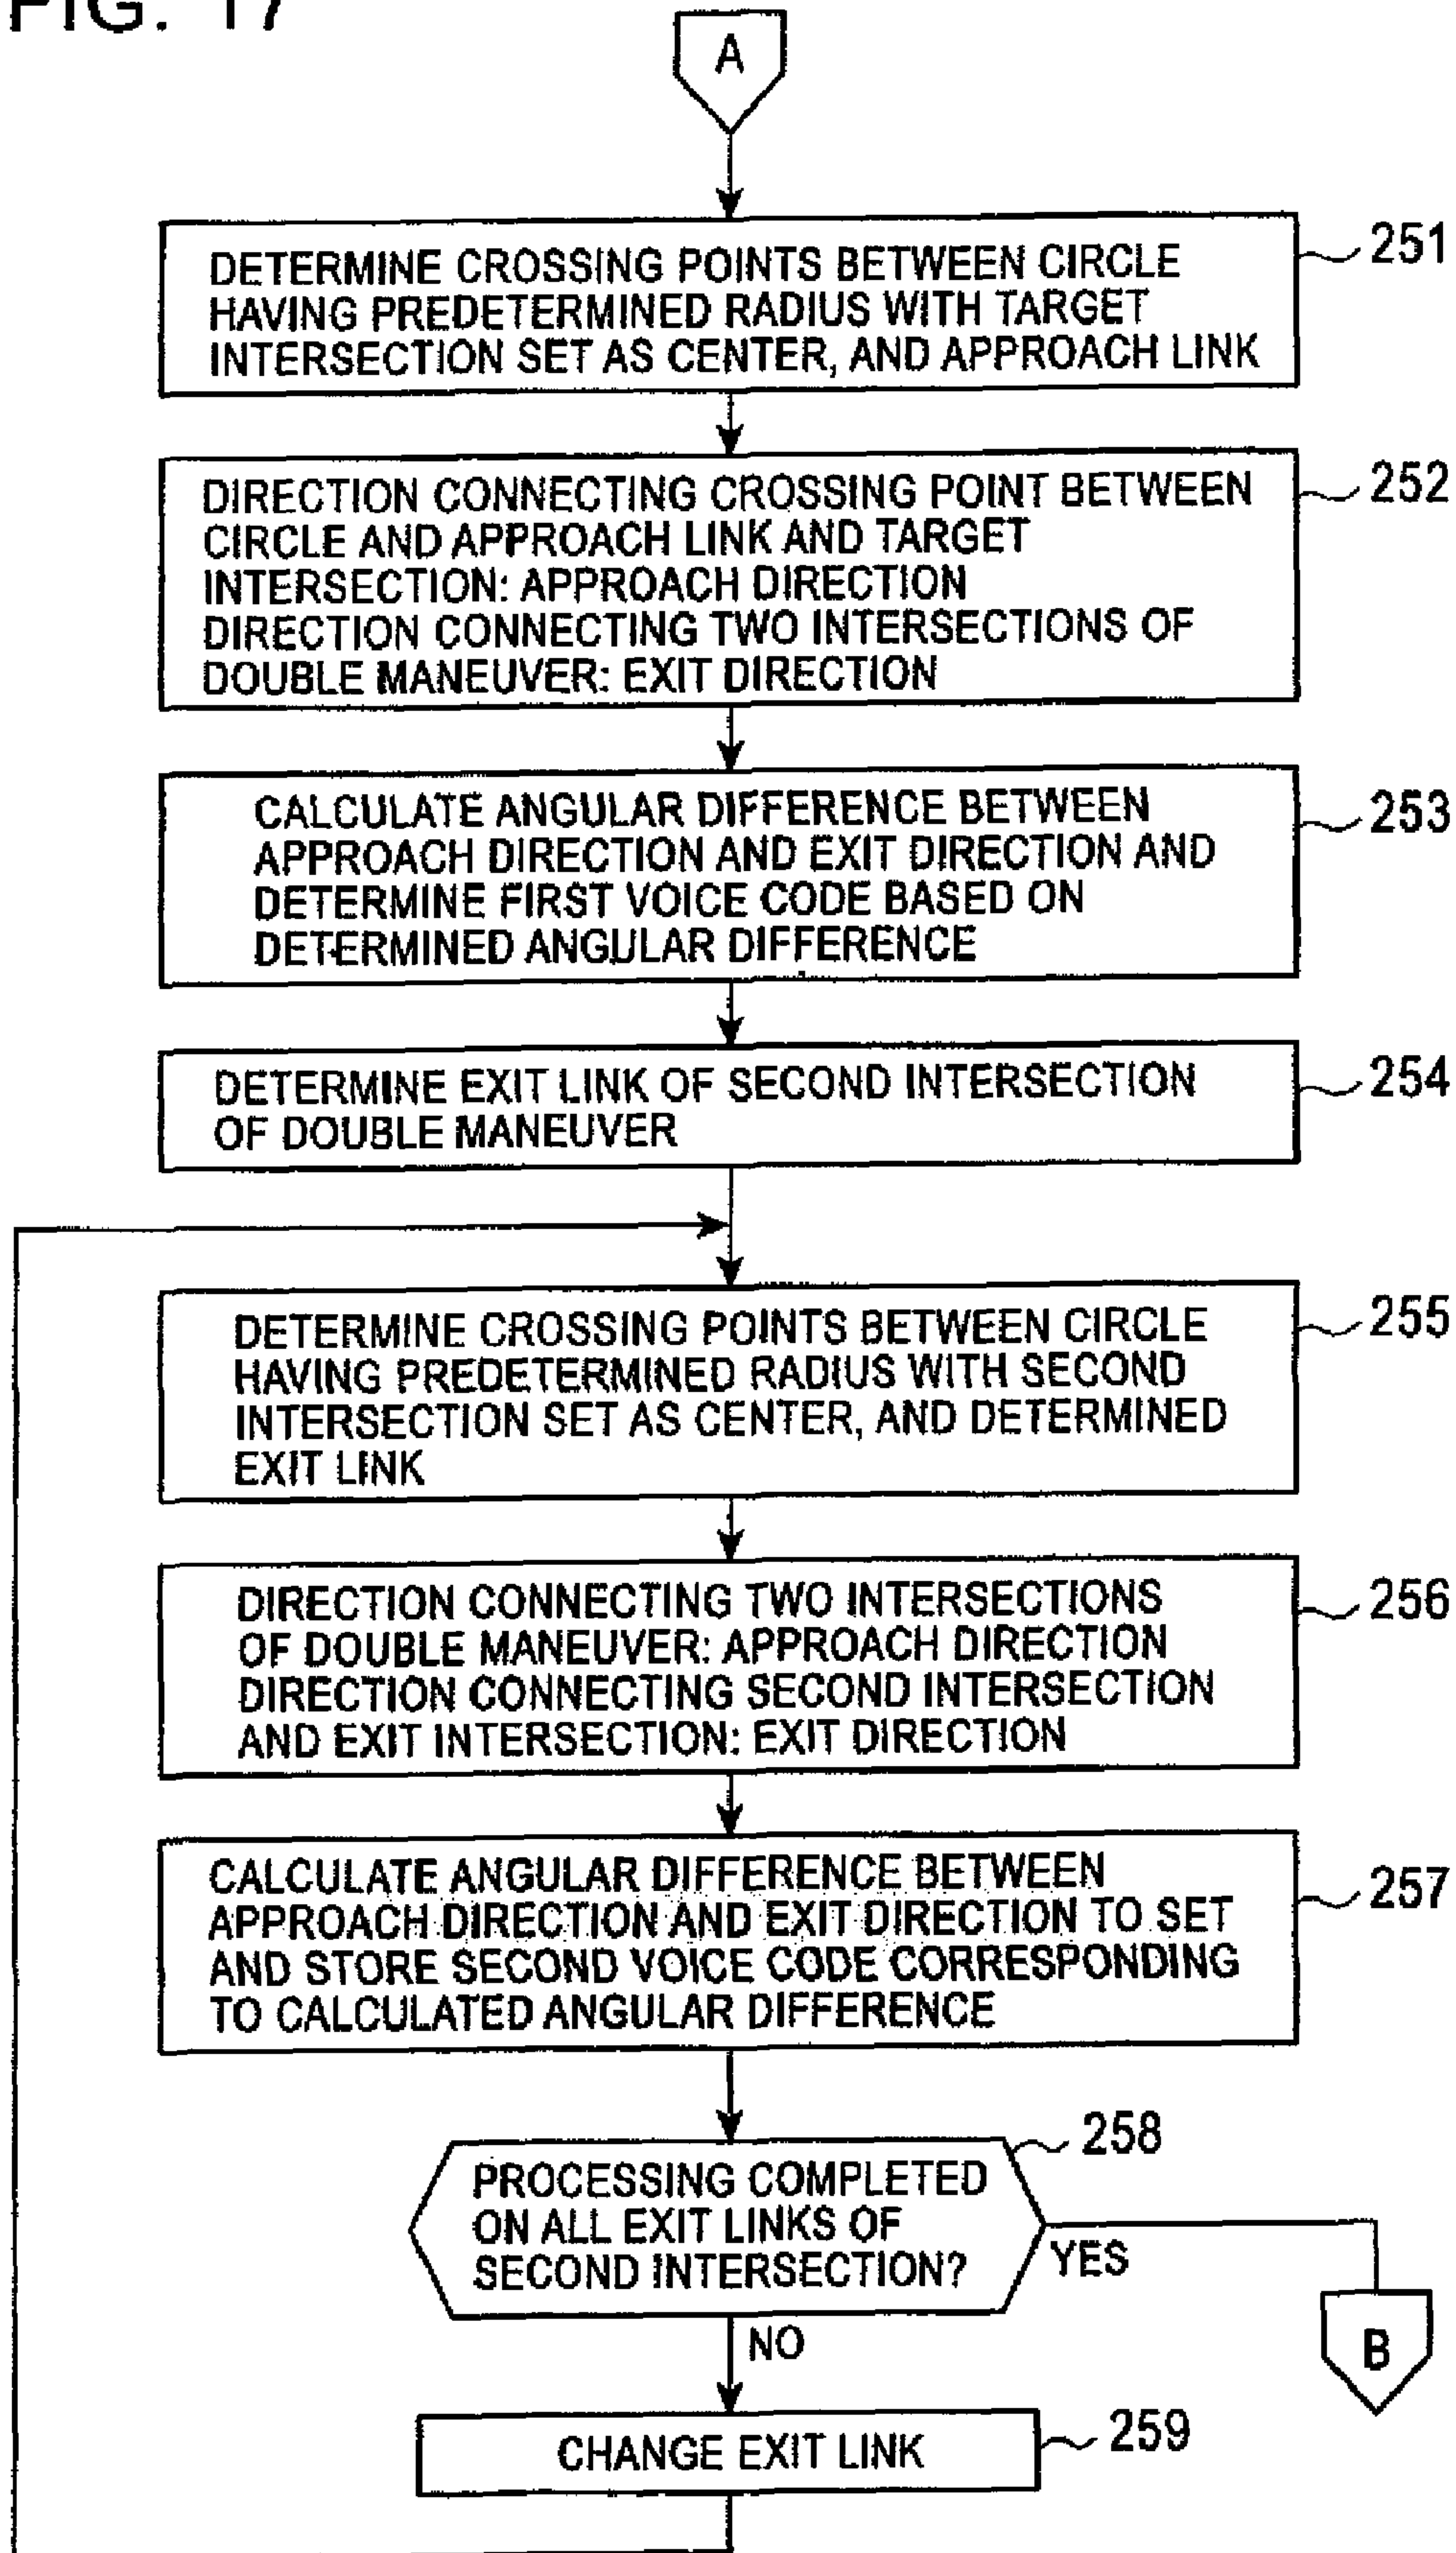 FIG. 17
A
DETERMINE CROSSING POINTS BETWEEN CIRCLE
HAVING PREDETERMINED RADIUS WITH TARGET
INTERSECTION SET AS CENTER, AND APPROACH LINK
251
DIRECTION CONNECTING CROSSING POINT BETWEEN
CIRCLE AND APPROACH LINK AND TARGET
INTERSECTION: APPROACH DIRECTION
DIRECTION CONNECTING TWO INTERSECTIONS OF
DOUBLE MANEUVER: EXIT DIRECTION
252
CALCULATE ANGULAR DIFFERENCE BETWEEN
APPROACH DIRECTION AND EXIT DIRECTION AND
DETERMINE FIRST VOICE CODE BASED ON
DETERMINED ANGULAR DIFFERENCE
253
DETERMINE EXIT LINK OF SECOND INTERSECTION
OF DOUBLE MANEUVER
254
DETERMINE CROSSING POINTS BETWEEN CIRCLE
HAVING PREDETERMINED RADIUS WITH SECOND
INTERSECTION SET AS CENTER, AND DETERMINED
EXIT LINK
255
DIRECTION CONNECTING TWO INTERSECTIONS
OF DOUBLE MANEUVER: APPROACH DIRECTION
DIRECTION CONNECTING SECOND INTERSECTION
AND EXIT INTERSECTION: EXIT DIRECTION
256
CALCULATE ANGULAR DIFFERENCE BETWEEN
APPROACH DIRECTION AND EXIT DIRECTION TO SET
AND STORE SECOND VOICE CODE CORRESPONDING
TO CALCULATED ANGULAR DIFFERENCE
257
PROCESSING COMPLETED
ON ALL EXIT LINKS OF
SECOND INTERSECTION?
258
YES
B
NO
CHANGE EXIT LINK
259